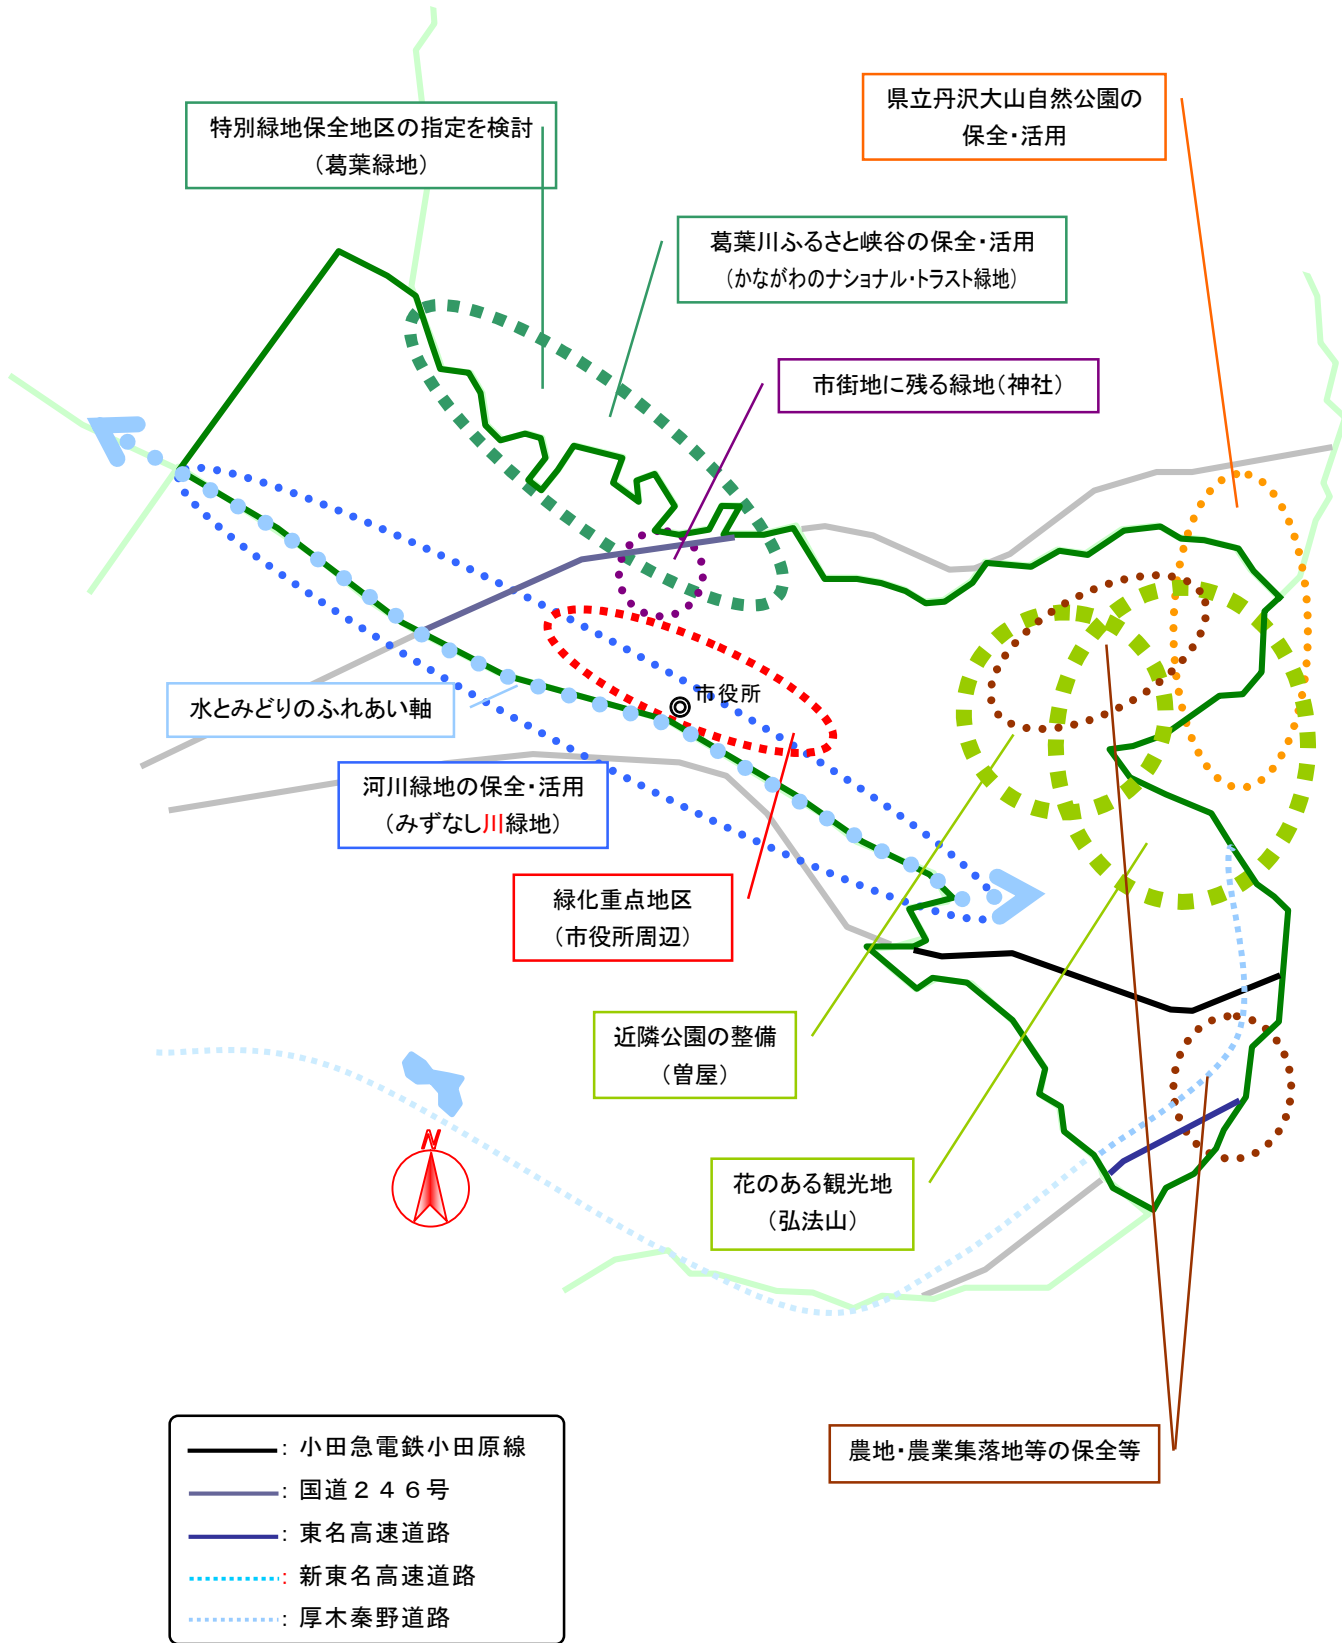 県立丹沢大山自然公園の
保全・活用
特別緑地保全地区の指定を検討
（葛葉緑地）
葛葉川ふるさと峡谷の保全・活用
（かながわのナショナル・トラスト緑地）
市街地に残る緑地（神社）
市役所
水とみどりのふれあい軸
河川緑地の保全・活用
（みずなし川緑地）
緑化重点地区
（市役所周辺）
近隣公園の整備
（曽屋）
N
花のある観光地
（弘法山）
農地・農業集落地等の保全等
：小田急電鉄小田原線
：国道２４６号
：東名高速道路
：新東名高速道路
：厚木秦野道路